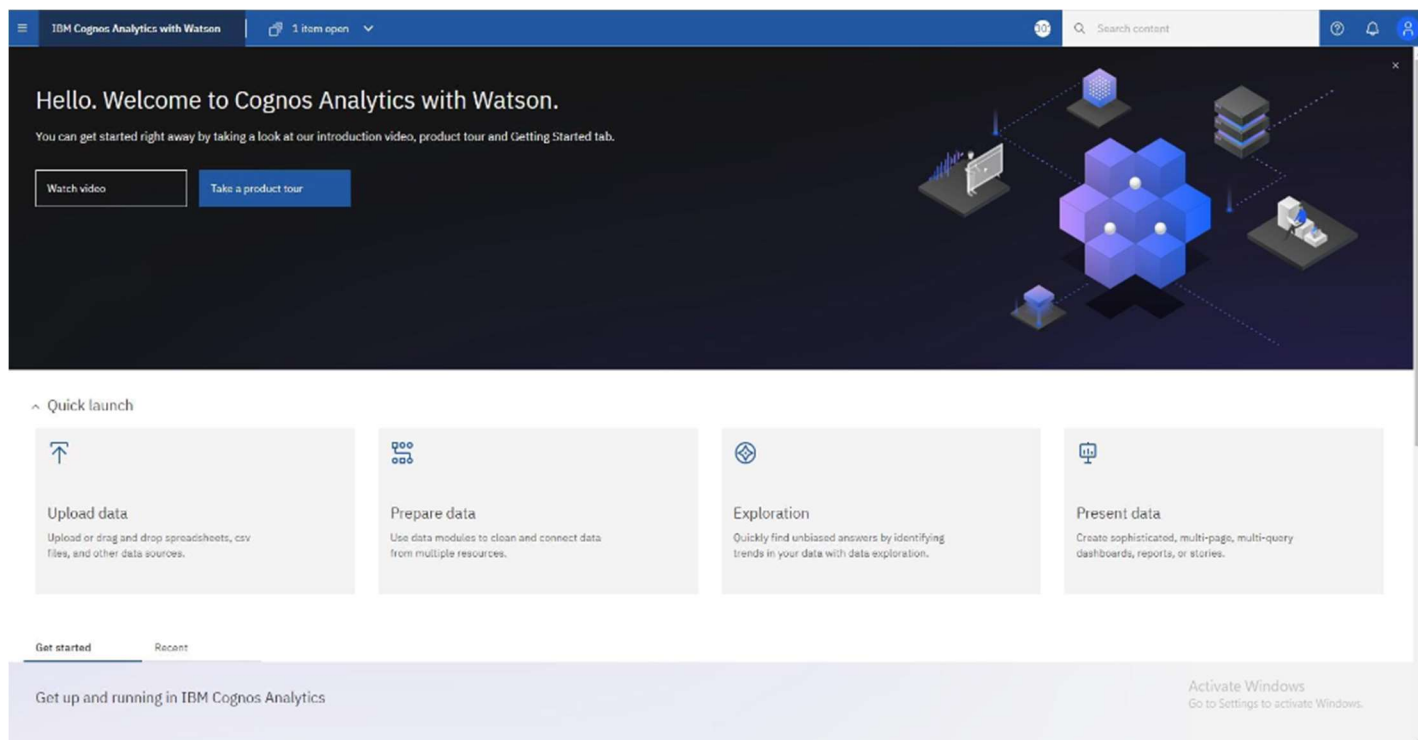 IBM Cognos Analytics with Watson
1 item open
Search content
Hello. Welcome to Cognos Analytics with Watson.
You can get started right away by taking a look at our introduction video, product tour and Getting Started tab.
Watch video
Take a product tour
Quick launch
Upload data
Upload or drag and drop spreadsheets, csv
files, and other data sources.
Prepare data
Use data modules to clean and connect data
from multiple resources.
Exploration
Quickly find unbiased answers by identifying
trends in your data with data exploration.
Present data
Create sophisticated, multi-page, multi-query
dashboards, reports, or stories.
Get started
Recent
Get up and running in IBM Cognos Analytics
Activate Windows
Go to Settings to activate Windows.